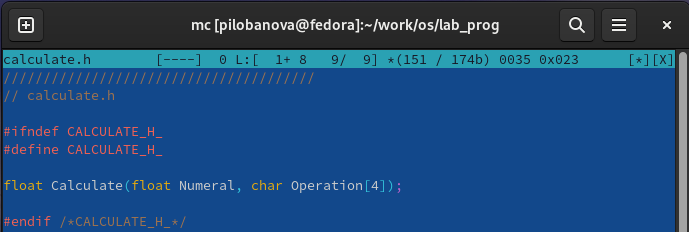 mc [pilobanova@fedora]:~/work/os/lab_prog
calculate.h        [----]  0 L:[  1+ 8   9/  9] *(151 / 174b) 0035 0x023      [*][X]
///////////////////////////////////////
// calculate.h
#ifndef CALCULATE_H_
#define CALCULATE_H_
float Calculate(float Numeral, char Operation[4]);
#endif /*CALCULATE_H_*/